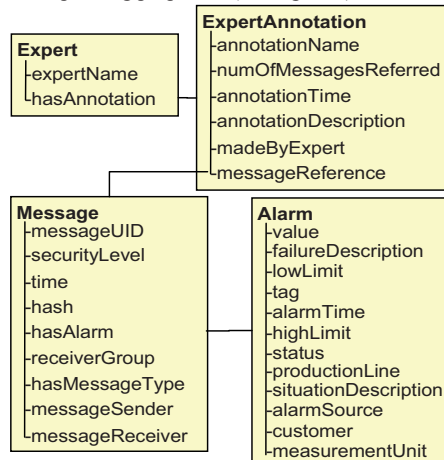 Expert
-expertName
-hasAnnotation
ExpertAnnotation
-annotationName
-numOfMessagesReferred
-annotationTime
-annotationDescription
-madeByExpert
-messageReference
Message
-messageUID
-securityLevel
-time
-hash
-hasAlarm
-receiverGroup
-hasMessageType
-messageSender
-messageReceiver
Alarm
-value
-failureDescription
-lowLimit
-tag
-alarmTime
-highLimit
-status
-productionLine
-situationDescription
-alarmSource
-customer
-measurementUnit